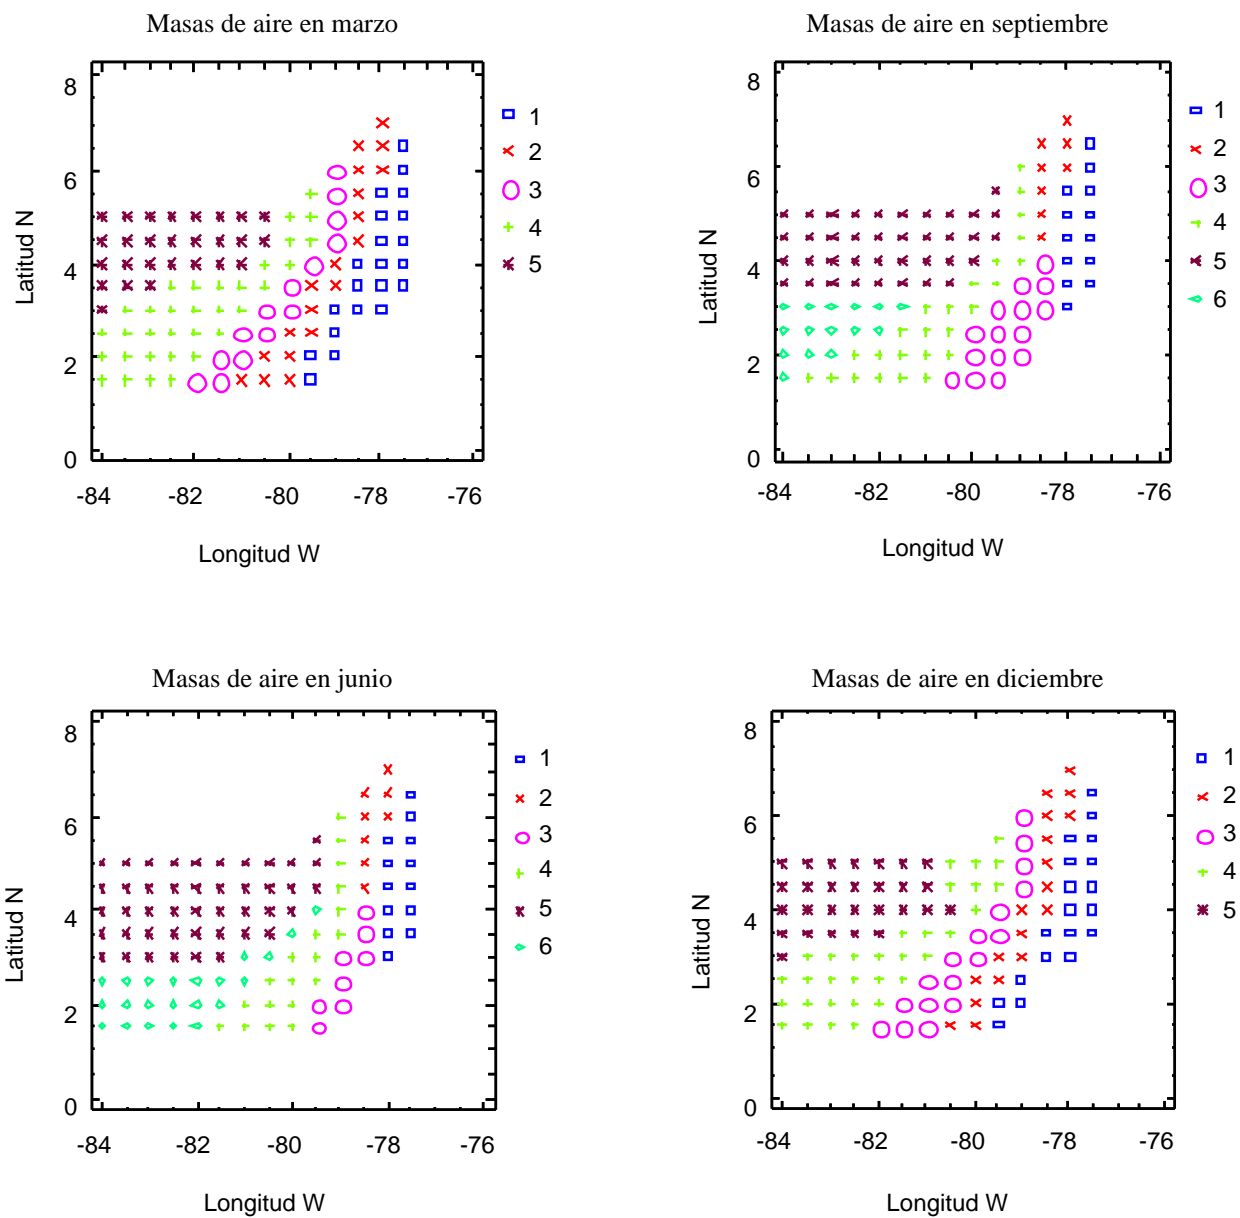 Masas de aire en marzo
8
6
4
2
0
-84 -82 -80 -78 -76
Latitud N
Longitud W
1
2
3
4
5
Masas de aire en septiembre
8
6
4
2
0
-84 -82 -80 -78 -76
Latitud N
Longitud W
1
2
3
4
5
6
Masas de aire en junio
8
6
4
2
0
-84 -82 -80 -78 -76
Latitud N
Longitud W
1
2
3
4
5
6
Masas de aire en diciembre
8
6
4
2
0
-84 -82 -80 -78 -76
Latitud N
Longitud W
1
2
3
4
5